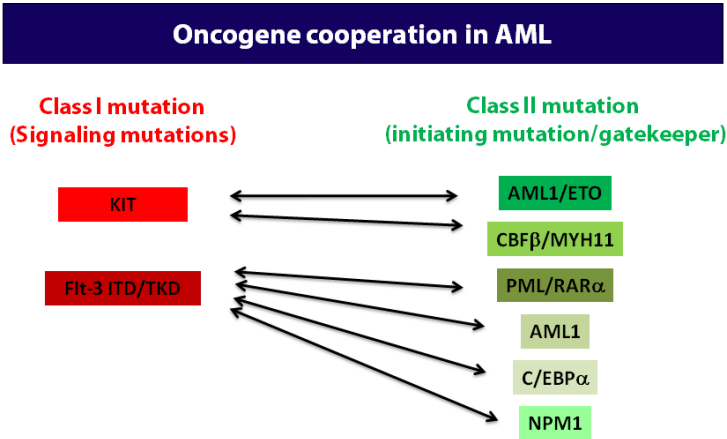 Oncogene cooperation in AML
Class I mutation
(Signaling mutations)
Class II mutation
(initiating mutation/gatekeeper)
KIT
AML1/ETO
CBFβ/MYH11
Flt-3 ITD/TKD
PML/RARα
AML1
C/EBPα
NPM1